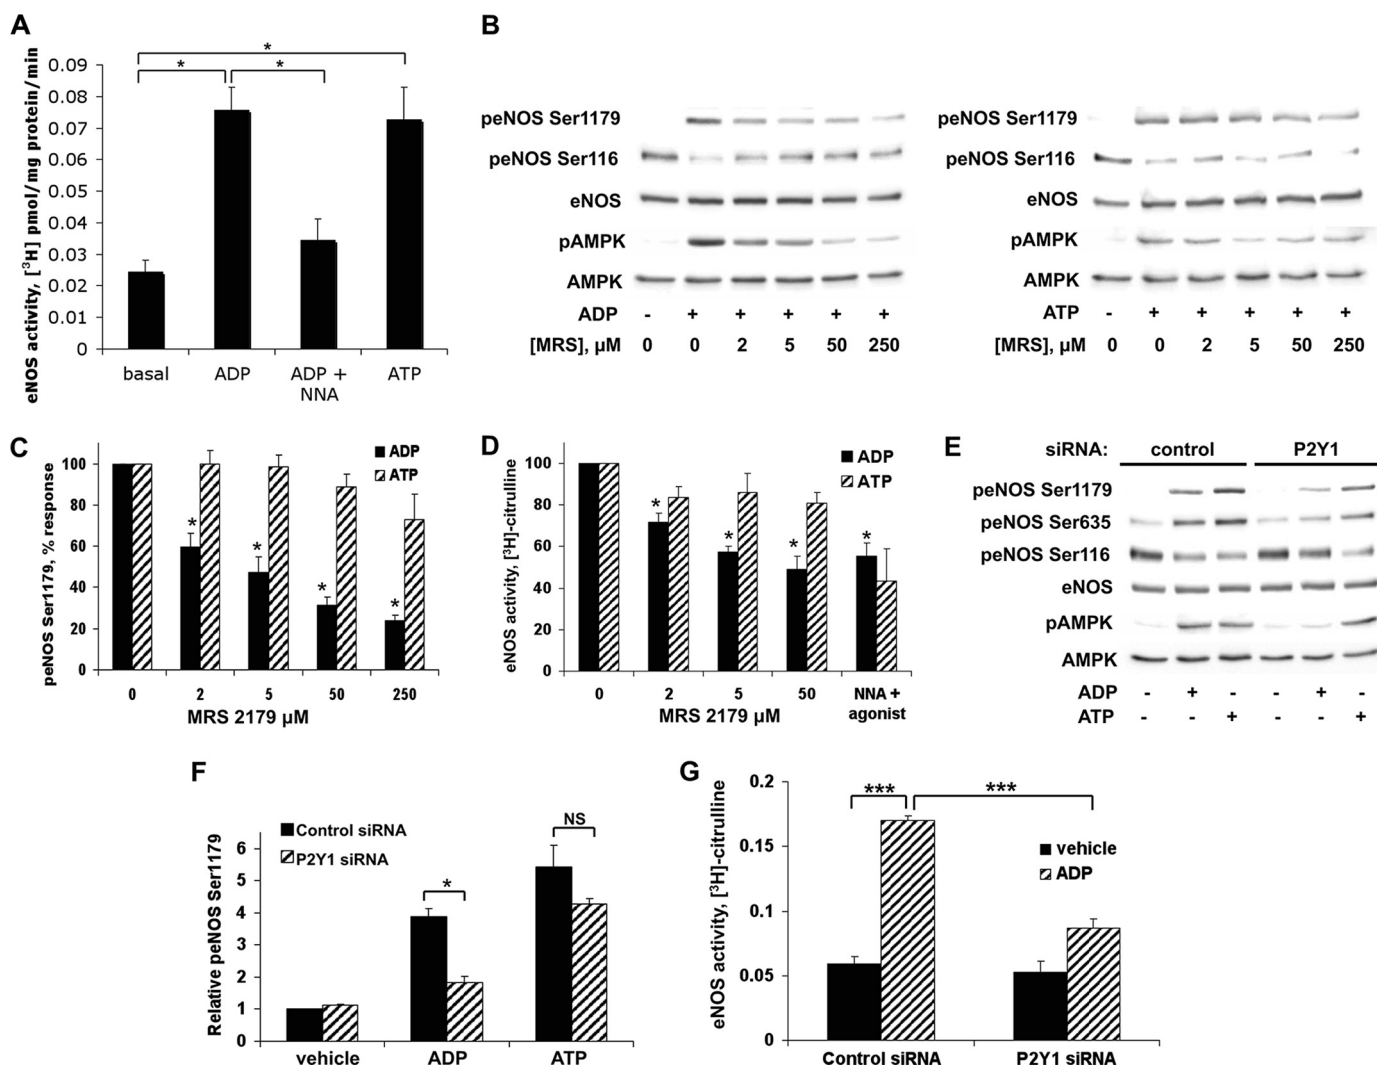 A
eNOS activity, [³H] pmol/mg protein/min
0.09
0.08
0.07
0.06
0.05
0.04
0.03
0.02
0.01
0
* * *
basal ADP ADP + NNA ATP
B
peNOS Ser1179
peNOS Ser116
eNOS
pAMPK
AMPK
ADP - + + + + +
[MRS], µM 0 0 2 5 50 250
peNOS Ser1179
peNOS Ser116
eNOS
pAMPK
AMPK
ATP - + + + + +
[MRS], µM 0 0 2 5 50 250
C
peNOS Ser1179, % response
100
80
60
40
20
0
ADP
ATP
* * * *
0 2 5 50 250
MRS 2179 µM
D
eNOS activity, [³H]-citrulline
100
80
60
40
20
0
ADP
ATP
* * * *
0 2 5 50 NNA + agonist
MRS 2179 µM
E
siRNA: control P2Y1
peNOS Ser1179
peNOS Ser635
peNOS Ser116
eNOS
pAMPK
AMPK
ADP - + - - + -
ATP - - + - - +
F
Relative peNOS Ser1179
6
5
4
3
2
1
0
Control siRNA
P2Y1 siRNA
*
NS
vehicle ADP ATP
G
eNOS activity, [³H]-citrulline
0.2
0.15
0.1
0.05
0
*** ***
vehicle
ADP
Control siRNA P2Y1 siRNA